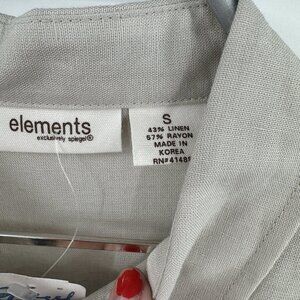 elements
exclusively spiegel®
S
43% LINEN
57% RAYON
MADE IN
KOREA